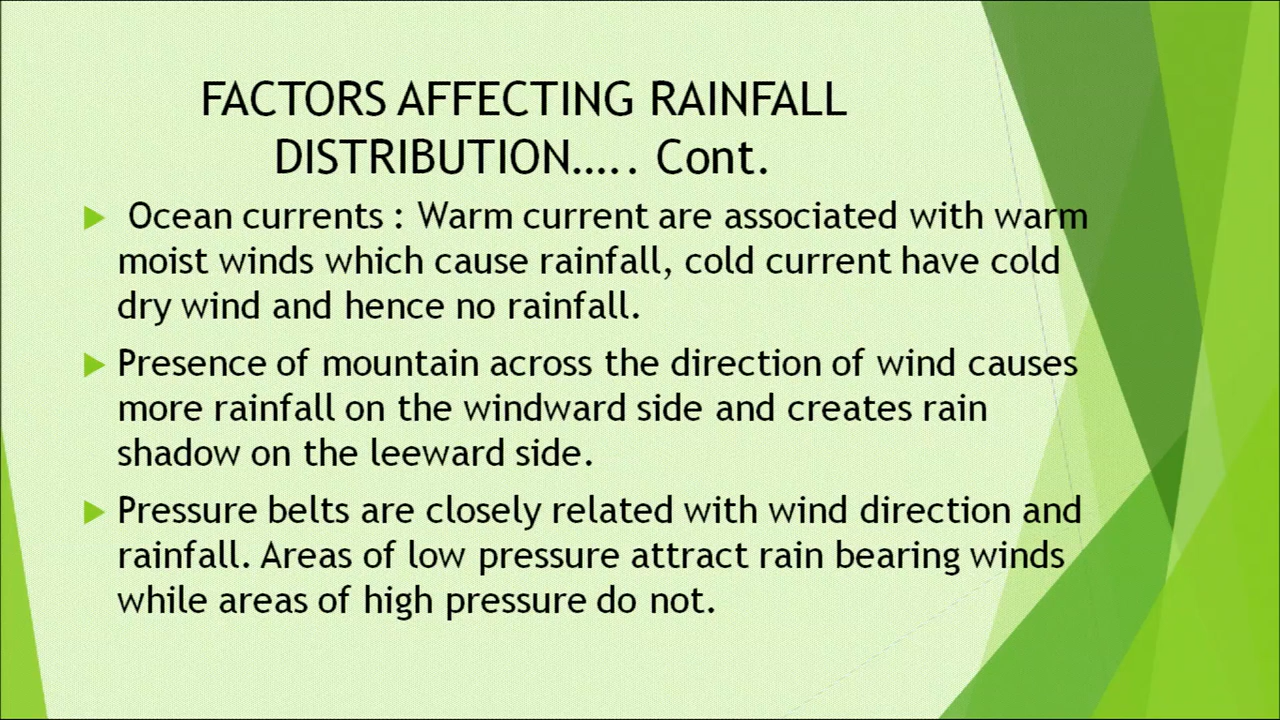 FACTORS AFFECTING RAINFALL
DISTRIBUTION..... Cont.
Ocean currents : Warm current are associated with warm
moist winds which cause rainfall, cold current have cold
dry wind and hence no rainfall.
Presence of mountain across the direction of wind causes
more rainfall on the windward side and creates rain
shadow on the leeward side.
Pressure belts are closely related with wind direction and
rainfall. Areas of low pressure attract rain bearing winds
while areas of high pressure do not.